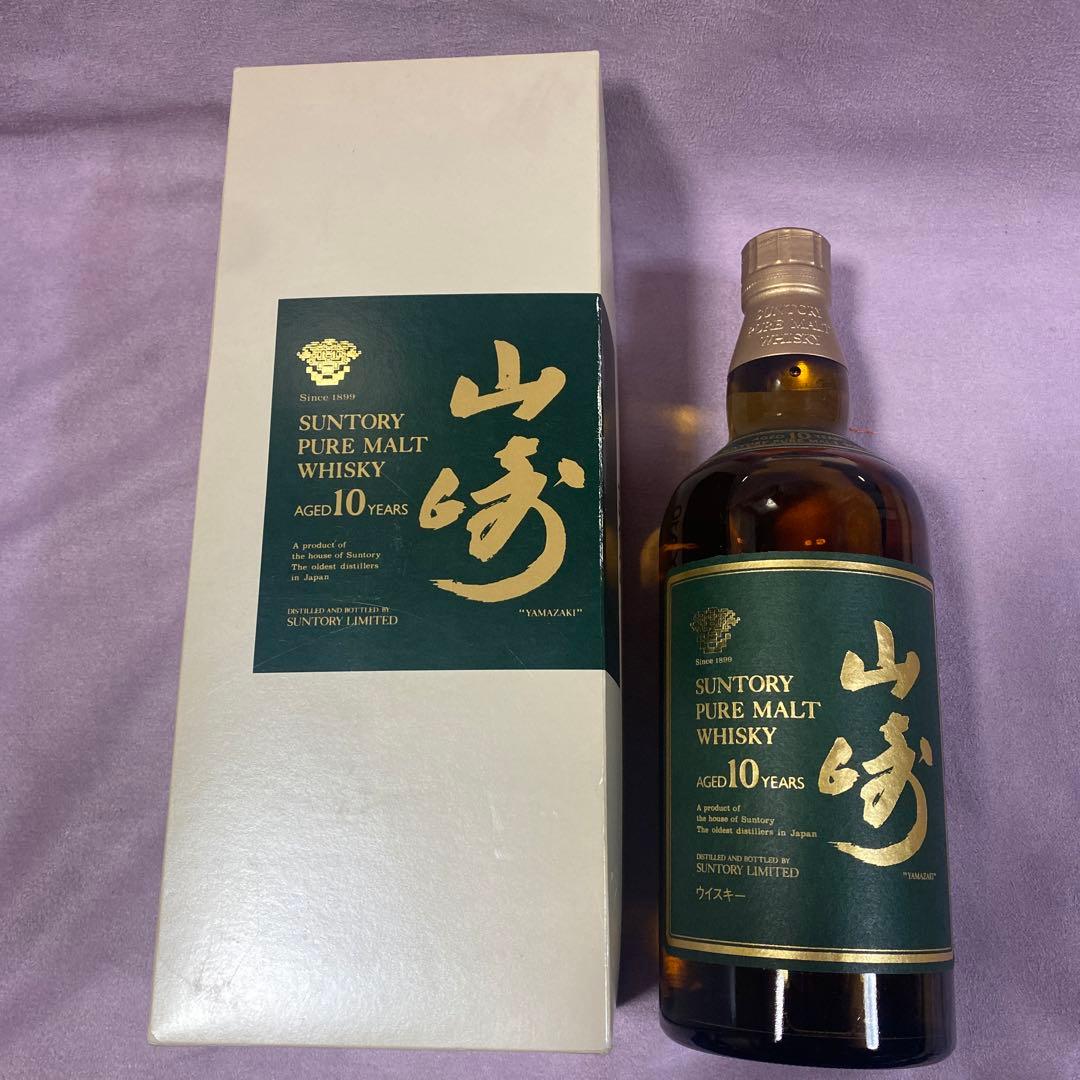 Since 1899
SUNTORY
PURE MALT
WHISKY
AGED 10 YEARS
A product of
the house of Suntory
The oldest distillers
in Japan
DISTILLED AND BOTTLED BY
SUNTORY LIMITED
山崎
"YAMAZAKI"
SUNTORY
PURE MALT
WHISKY
AGED 10 YEARS
Since 1899
SUNTORY
PURE MALT
WHISKY
AGED 10 YEARS
A product of
the house of Suntory
The oldest distillers in Japan
DISTILLED AND BOTTLED BY
SUNTORY LIMITED
ウイスキー
山崎
"YAMAZAKI"